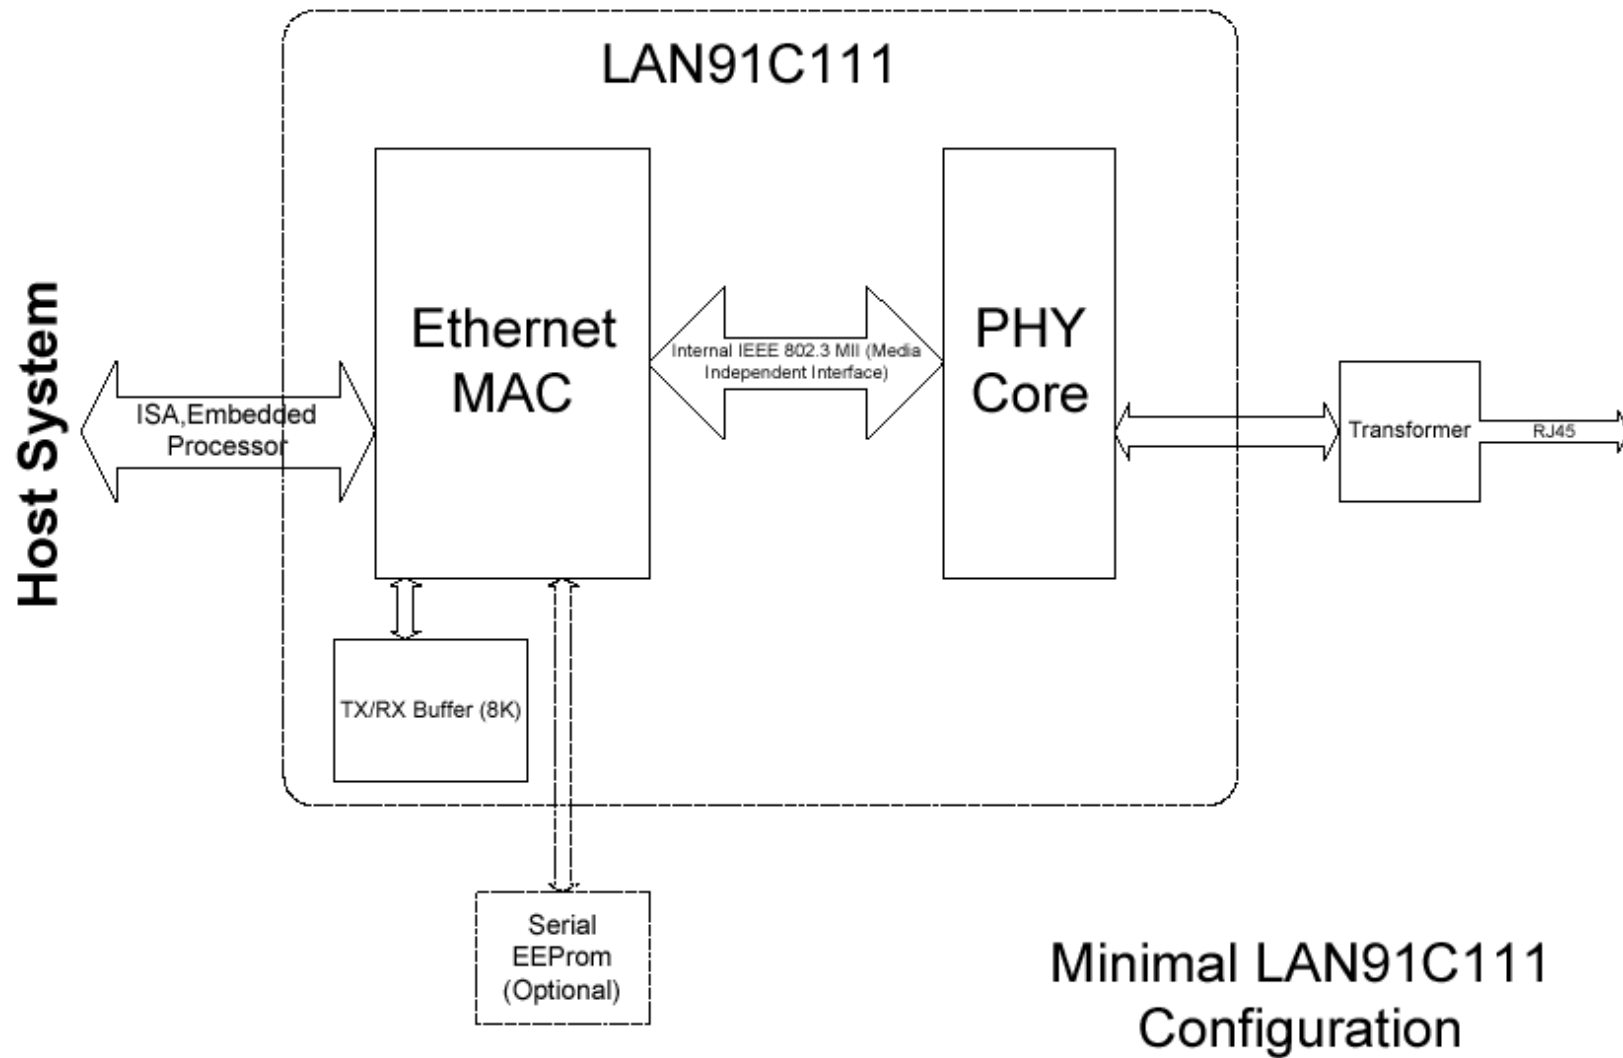 LAN91C111
Host System
ISA,Embedded
Processor
Ethernet
MAC
Internal IEEE 802.3 MII (Media
Independent Interface)
PHY
Core
Transformer
RJ45
TX/RX Buffer (8K)
Serial
EEProm
(Optional)
Minimal LAN91C111
Configuration